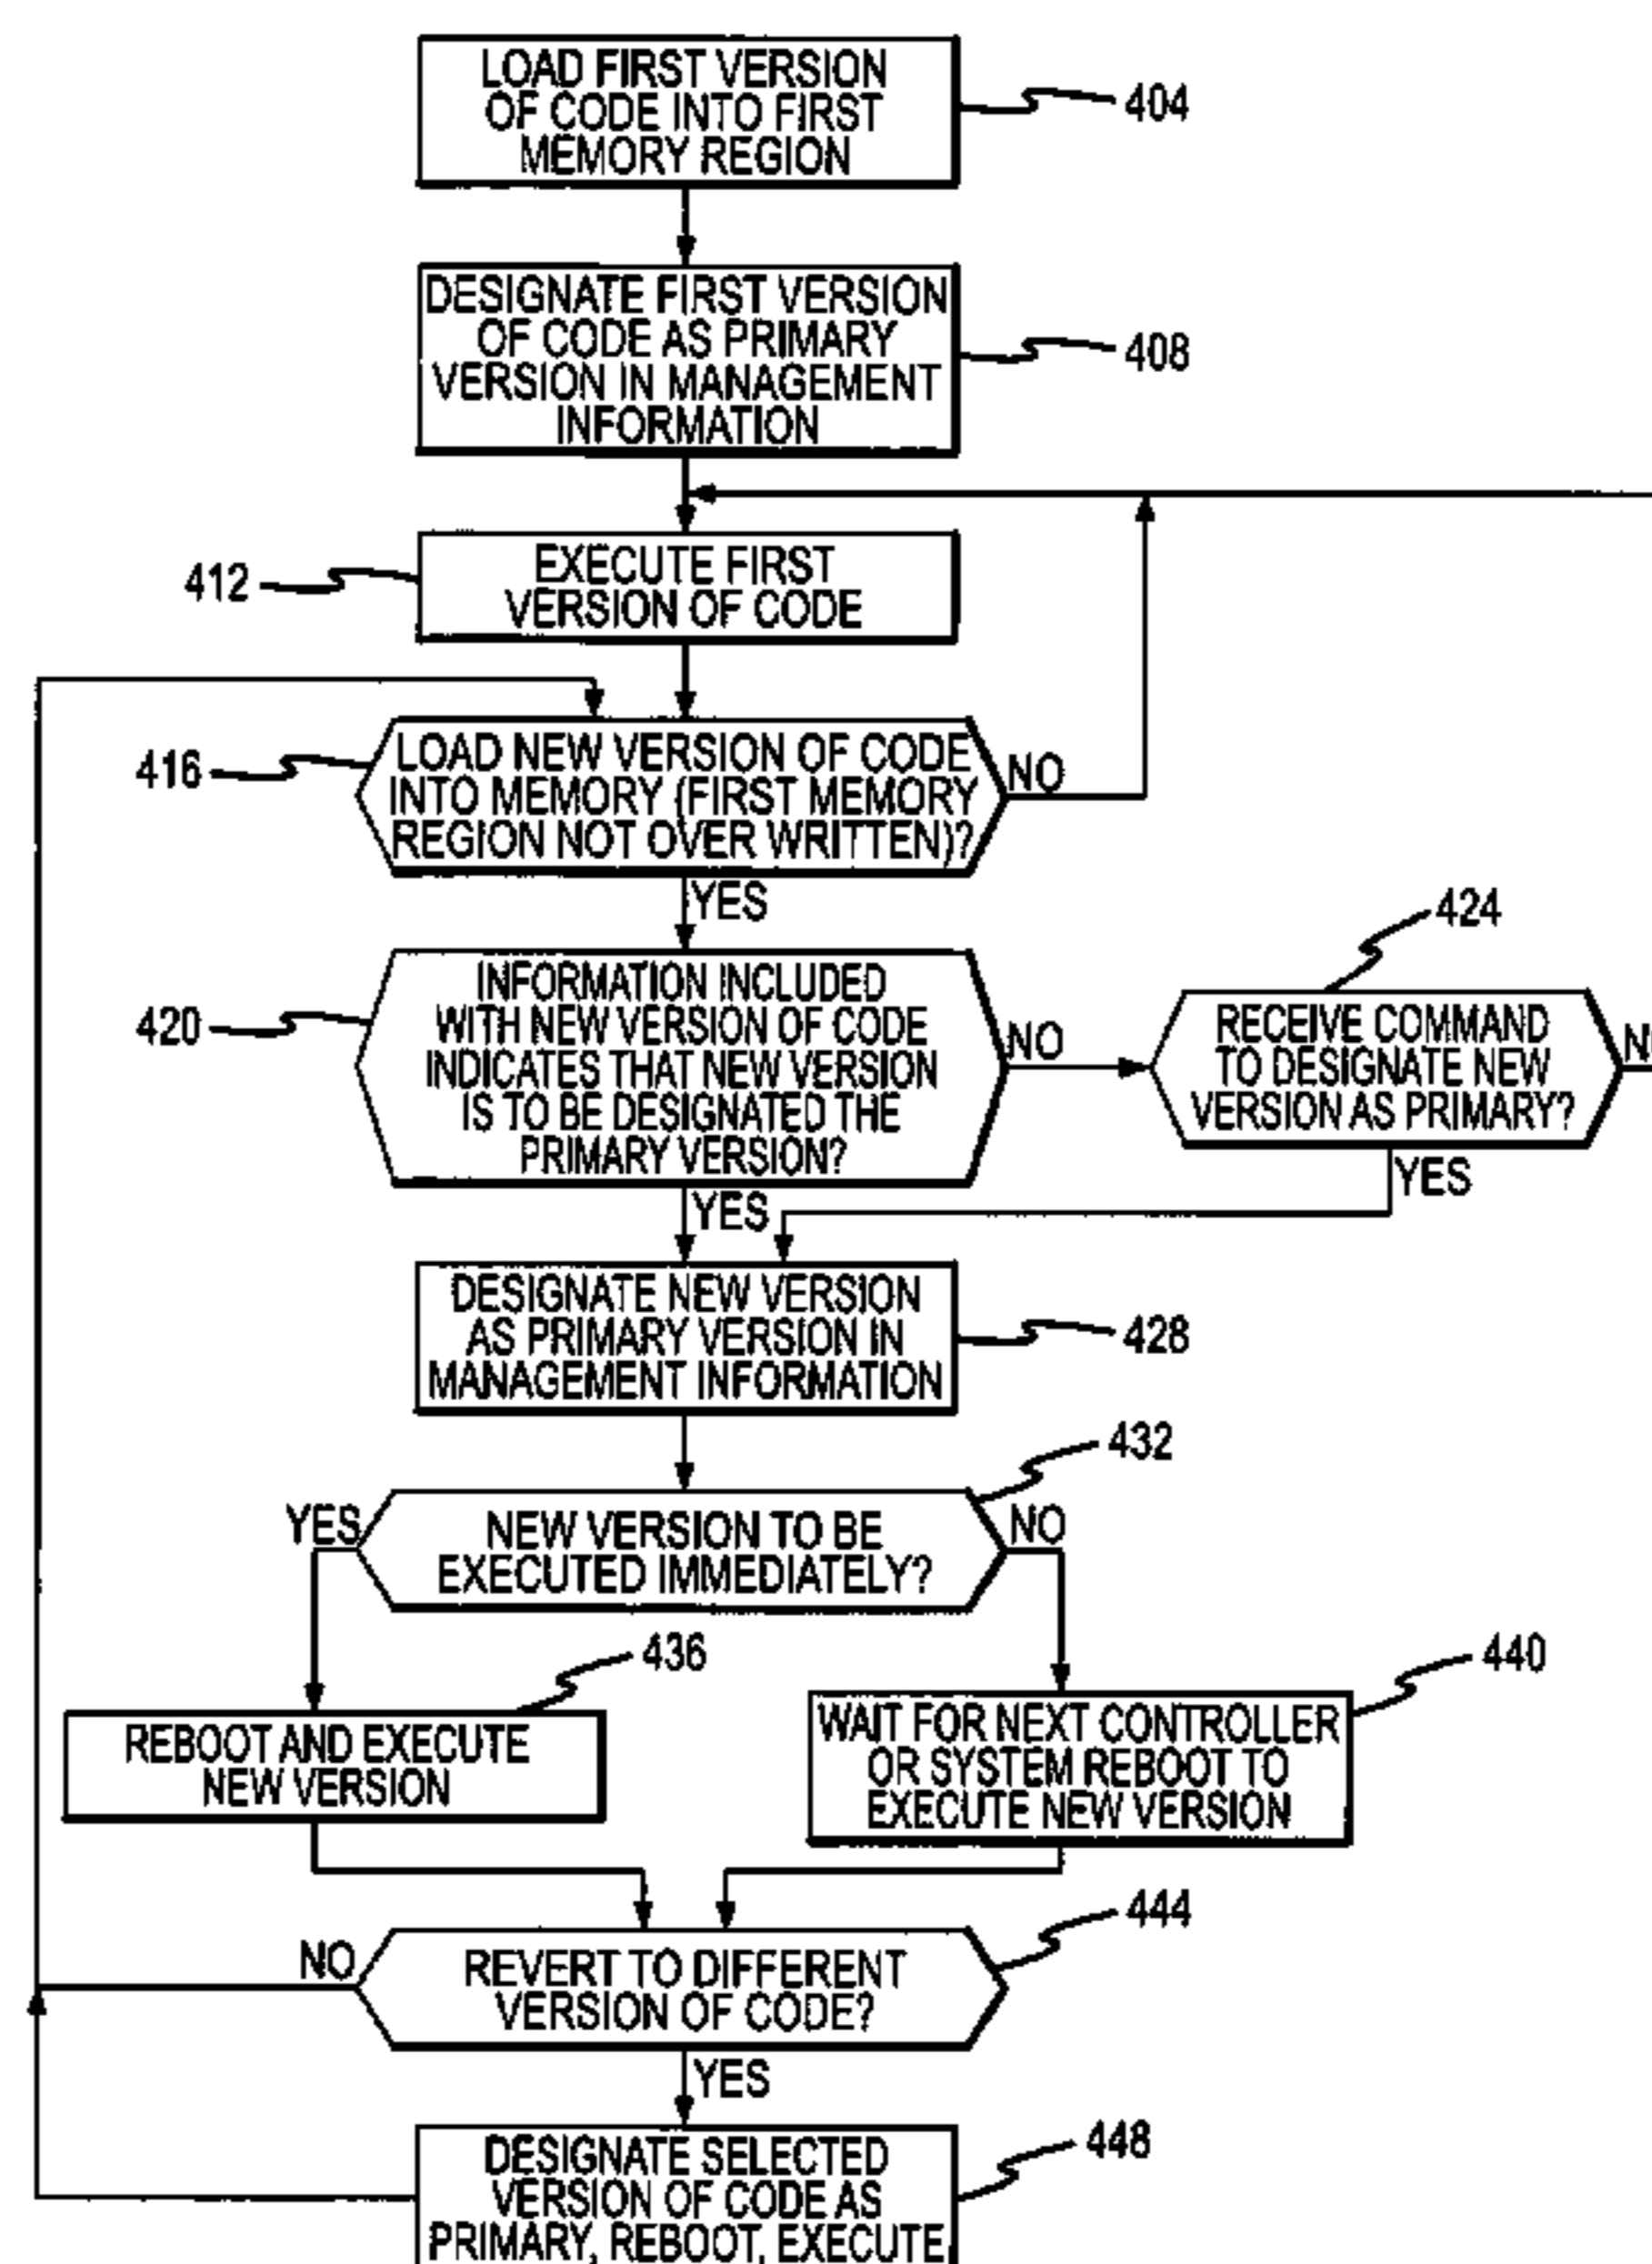 LOAD FIRST VERSION
OF CODE INTO FIRST
MEMORY REGION
404
DESIGNATE FIRST VERSION
OF CODE AS PRIMARY
VERSION IN MANAGEMENT
INFORMATION
408
412
EXECUTE FIRST
VERSION OF CODE
416
LOAD NEW VERSION OF CODE
INTO MEMORY (FIRST MEMORY
REGION NOT OVER WRITTEN)?
NO
YES
420
INFORMATION INCLUDED
WITH NEW VERSION OF CODE
INDICATES THAT NEW VERSION
IS TO BE DESIGNATED THE
PRIMARY VERSION?
NO
YES
424
RECEIVE COMMAND
TO DESIGNATE NEW
VERSION AS PRIMARY?
YES
DESIGNATE NEW VERSION
AS PRIMARY VERSION IN
MANAGEMENT INFORMATION
428
432
YES
NEW VERSION TO BE
EXECUTED IMMEDIATELY?
NO
436
REBOOT AND EXECUTE
NEW VERSION
440
WAIT FOR NEXT CONTROLLER
OR SYSTEM REBOOT TO
EXECUTE NEW VERSION
444
NO
REVERT TO DIFFERENT
VERSION OF CODE?
YES
448
DESIGNATE SELECTED
VERSION OF CODE AS
PRIMARY, REBOOT, EXECUTE